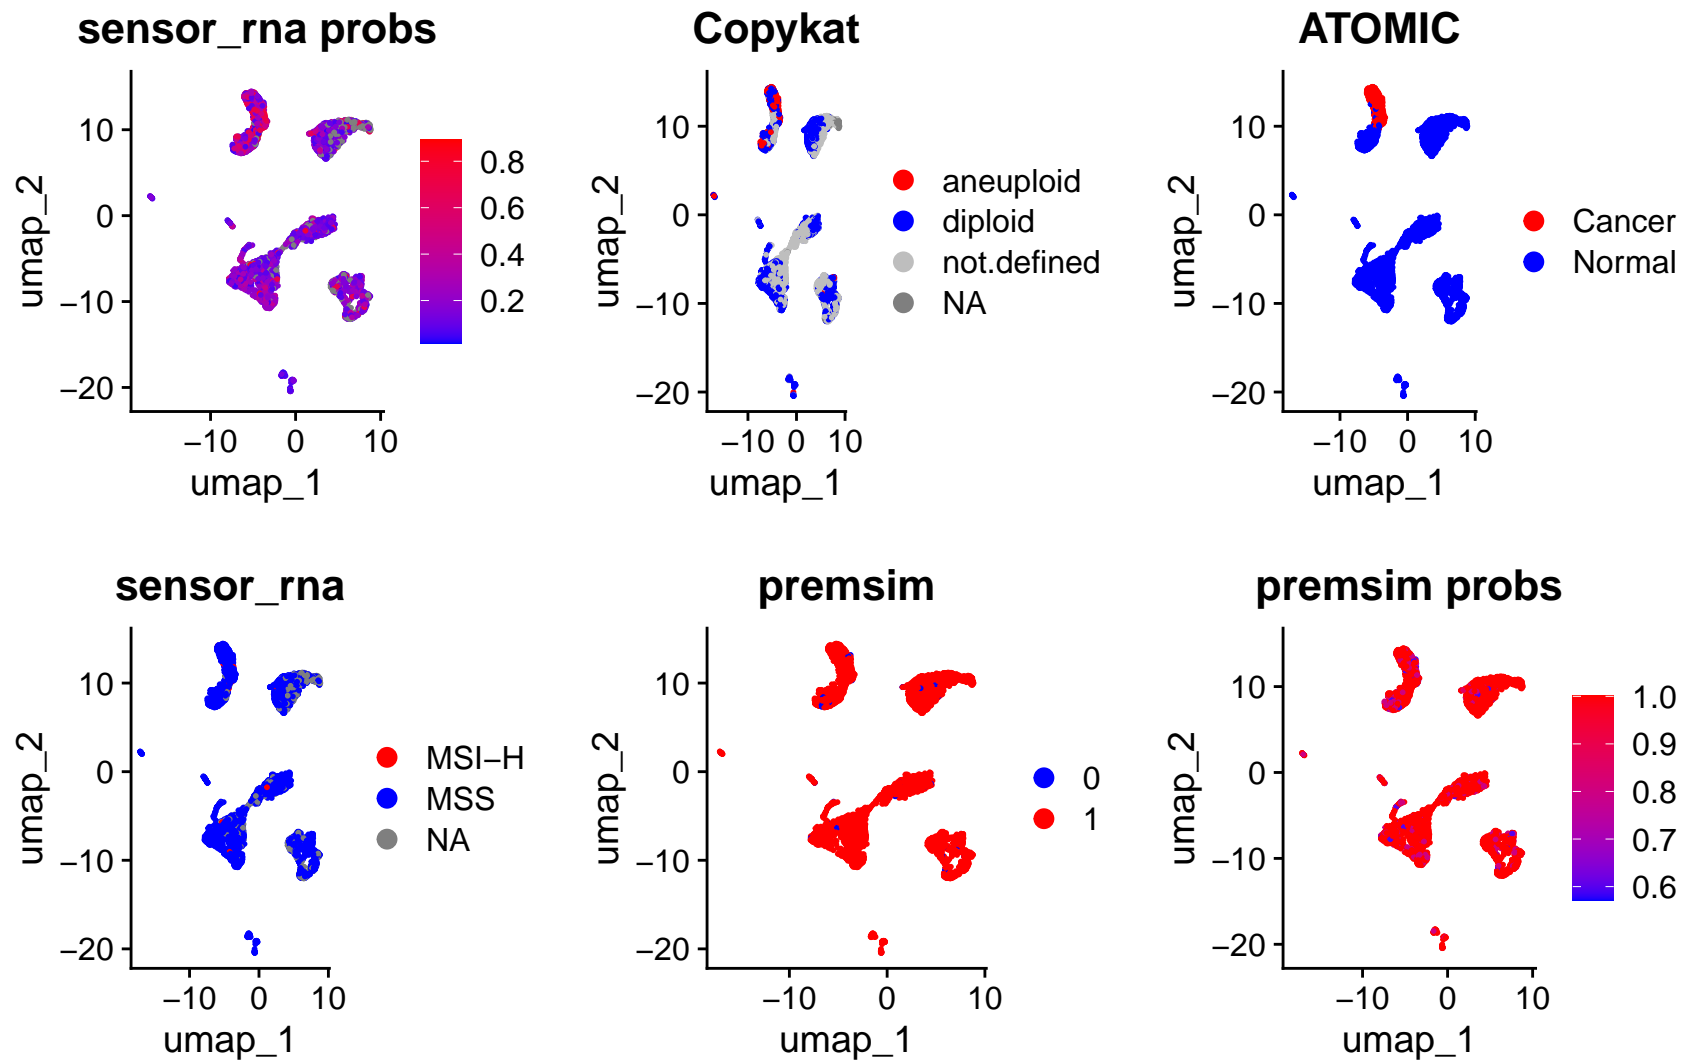 sensor_rna probs
10
0
−10
−20
umap_2
−10 0 10
umap_1
0.8
0.6
0.4
0.2
Copykat
10
0
−10
−20
umap_2
−10 0 10
umap_1
aneuploid
diploid
not.defined
NA
ATOMIC
10
0
−10
−20
umap_2
−10 0 10
umap_1
Cancer
Normal
sensor_rna
10
0
−10
−20
umap_2
−10 0 10
umap_1
MSI−H
MSS
NA
premsim
10
0
−10
−20
umap_2
−10 0 10
umap_1
0
1
premsim probs
10
0
−10
−20
umap_2
−10 0 10
umap_1
1.0
0.9
0.8
0.7
0.6